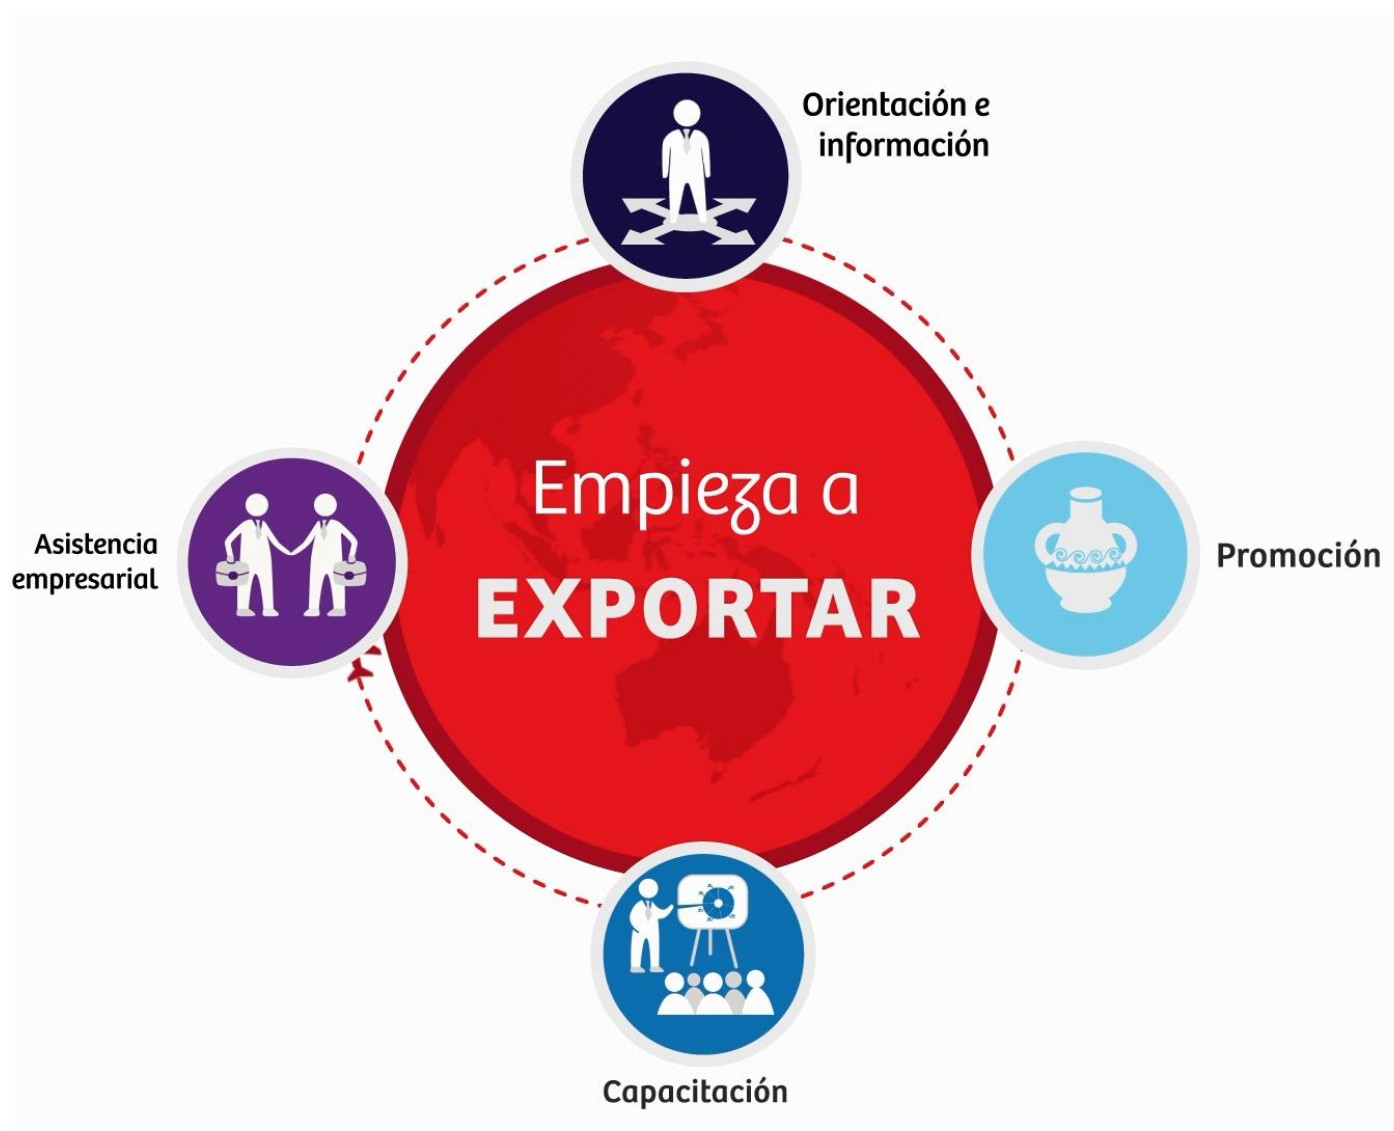 Orientación e
información
Empieza a
EXPORTAR
Asistencia
empresarial
Promoción
Capacitación